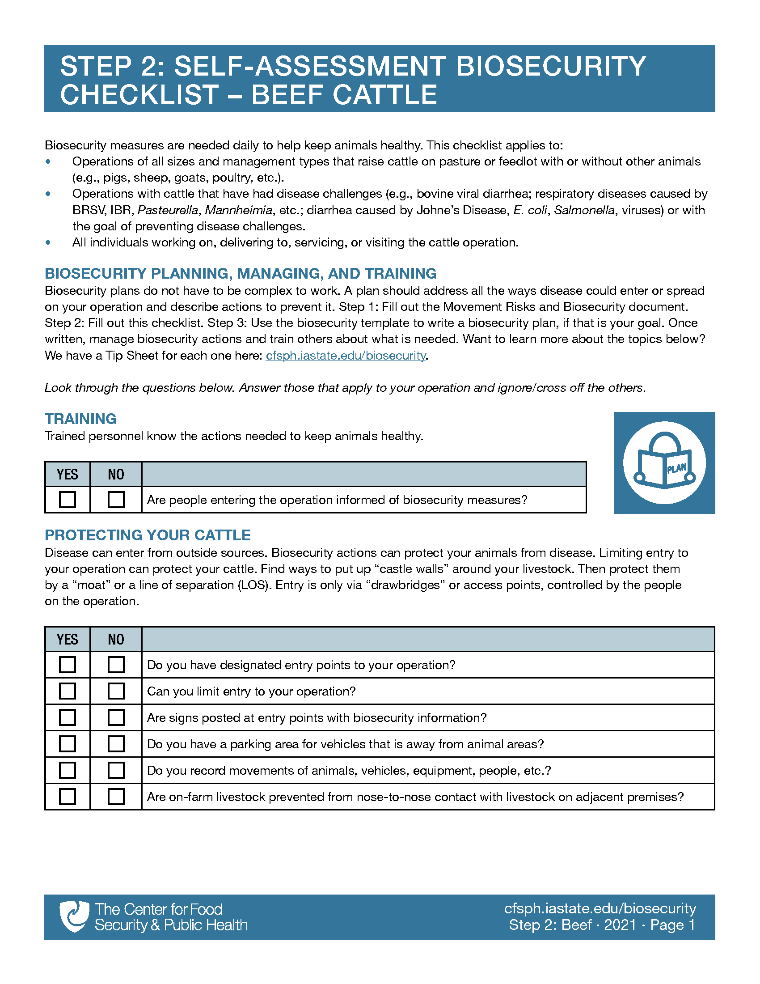 STEP 2: SELF-ASSESSMENT BIOSECURITY
CHECKLIST – BEEF CATTLE
Biosecurity measures are needed daily to help keep animals healthy. This checklist applies to:
• Operations of all sizes and management types that raise cattle on pasture or feedlot with or without other animals
(e.g., pigs, sheep, goats, poultry, etc.).
• Operations with cattle that have had disease challenges (e.g., bovine viral diarrhea; respiratory diseases caused by
BRSV, IBR, Pasteurella, Mannheimia, etc.; diarrhea caused by Johne's Disease, E. coli, Salmonella, viruses) or with
the goal of preventing disease challenges.
• All individuals working on, delivering to, servicing, or visiting the cattle operation.
BIOSECURITY PLANNING, MANAGING, AND TRAINING
Biosecurity plans do not have to be complex to work. A plan should address all the ways disease could enter or spread
on your operation and describe actions to prevent it. Step 1: Fill out the Movement Risks and Biosecurity document.
Step 2: Fill out this checklist. Step 3: Use the biosecurity template to write a biosecurity plan, if that is your goal. Once
written, manage biosecurity actions and train others about what is needed. Want to learn more about the topics below?
We have a Tip Sheet for each one here: cfsph.iastate.edu/biosecurity.
Look through the questions below. Answer those that apply to your operation and ignore/cross off the others.
TRAINING
Trained personnel know the actions needed to keep animals healthy.
PLAN
YES NO
Are people entering the operation informed of biosecurity measures?
PROTECTING YOUR CATTLE
Disease can enter from outside sources. Biosecurity actions can protect your animals from disease. Limiting entry to
your operation can protect your cattle. Find ways to put up “castle walls” around your livestock. Then protect them
by a “moat” or a line of separation (LOS). Entry is only via “drawbridges” or access points, controlled by the people
on the operation.
YES NO
Do you have designated entry points to your operation?
Can you limit entry to your operation?
Are signs posted at entry points with biosecurity information?
Do you have a parking area for vehicles that is away from animal areas?
Do you record movements of animals, vehicles, equipment, people, etc.?
Are on-farm livestock prevented from nose-to-nose contact with livestock on adjacent premises?
The Center for Food
Security & Public Health
cfsph.iastate.edu/biosecurity
Step 2: Beef · 2021 · Page 1